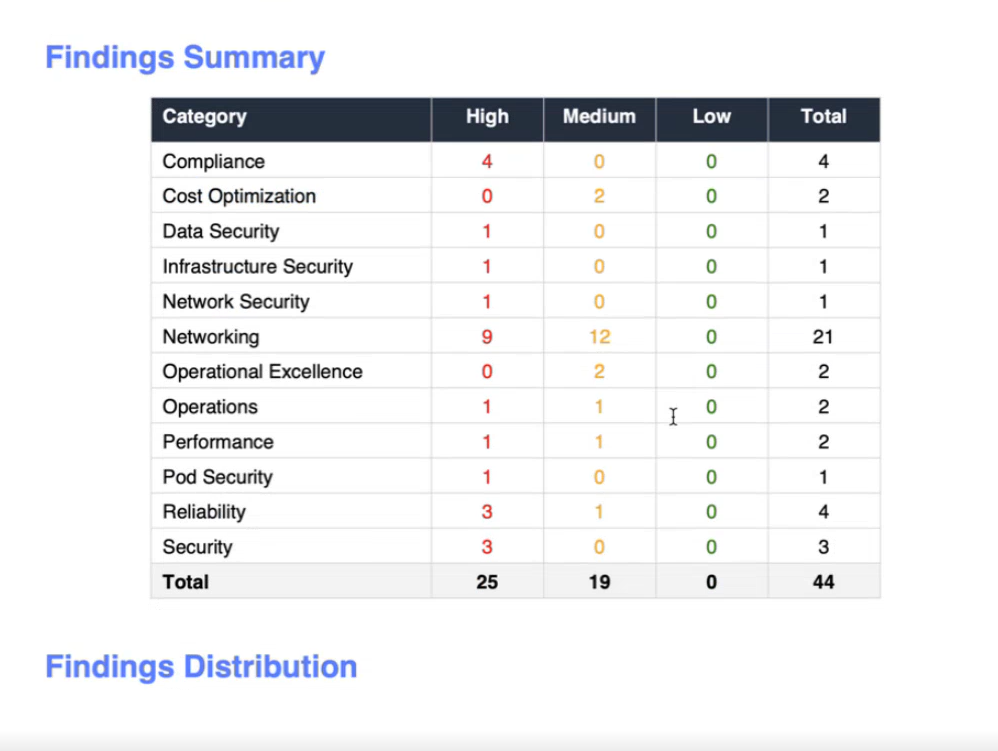 Findings Summary
Category High Medium Low Total
Compliance 4 0 0 4
Cost Optimization 0 2 0 2
Data Security 1 0 0 1
Infrastructure Security 1 0 0 1
Network Security 1 0 0 1
Networking 9 12 0 21
Operational Excellence 0 2 0 2
Operations 1 1 0 2
Performance 1 1 0 2
Pod Security 1 0 0 1
Reliability 3 1 0 4
Security 3 0 0 3
Total 25 19 0 44
Findings Distribution